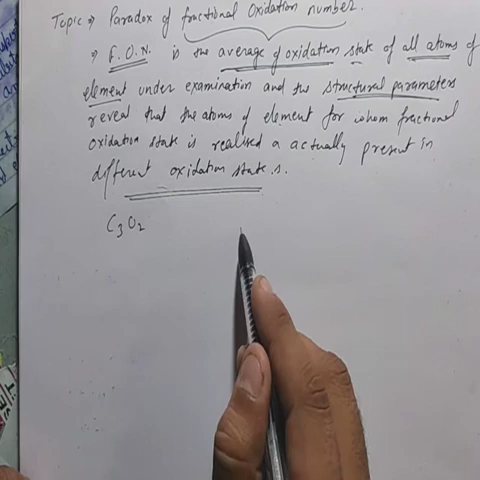 Topic ⇒ Paradox of fractional Oxidation number.
⇒ F.O.N. is the average of oxidation state of all atoms of
element under examination and the structural parameters
reveal that the atoms of element for whom fractional
oxidation state is realised a actually present in
different oxidation state.s.
C₃O₂